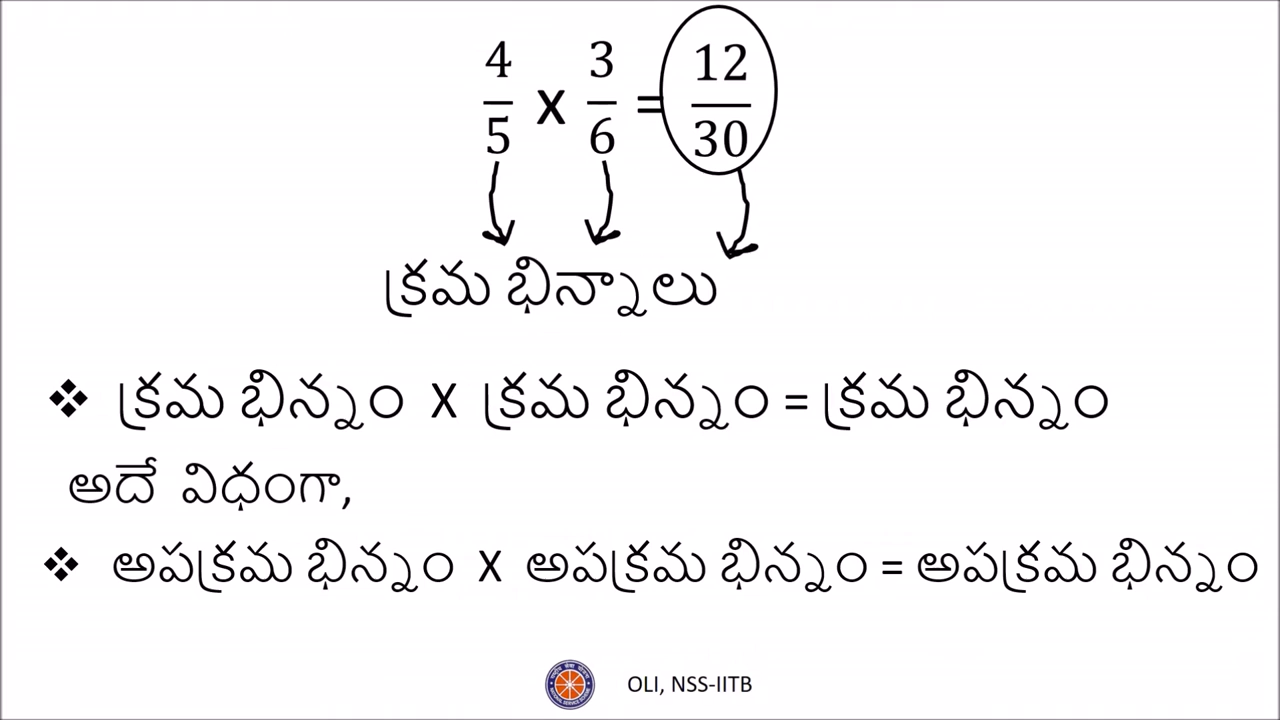 4/5 x 3/6 = 12/30
క్రమ భిన్నాలు
❖ క్రమ భిన్నం X క్రమ భిన్నం = క్రమ భిన్నం
అదే విధంగా,
❖ అపక్రమ భిన్నం X అపక్రమ భిన్నం = అపక్రమ భిన్నం
OLI, NSS-IITB